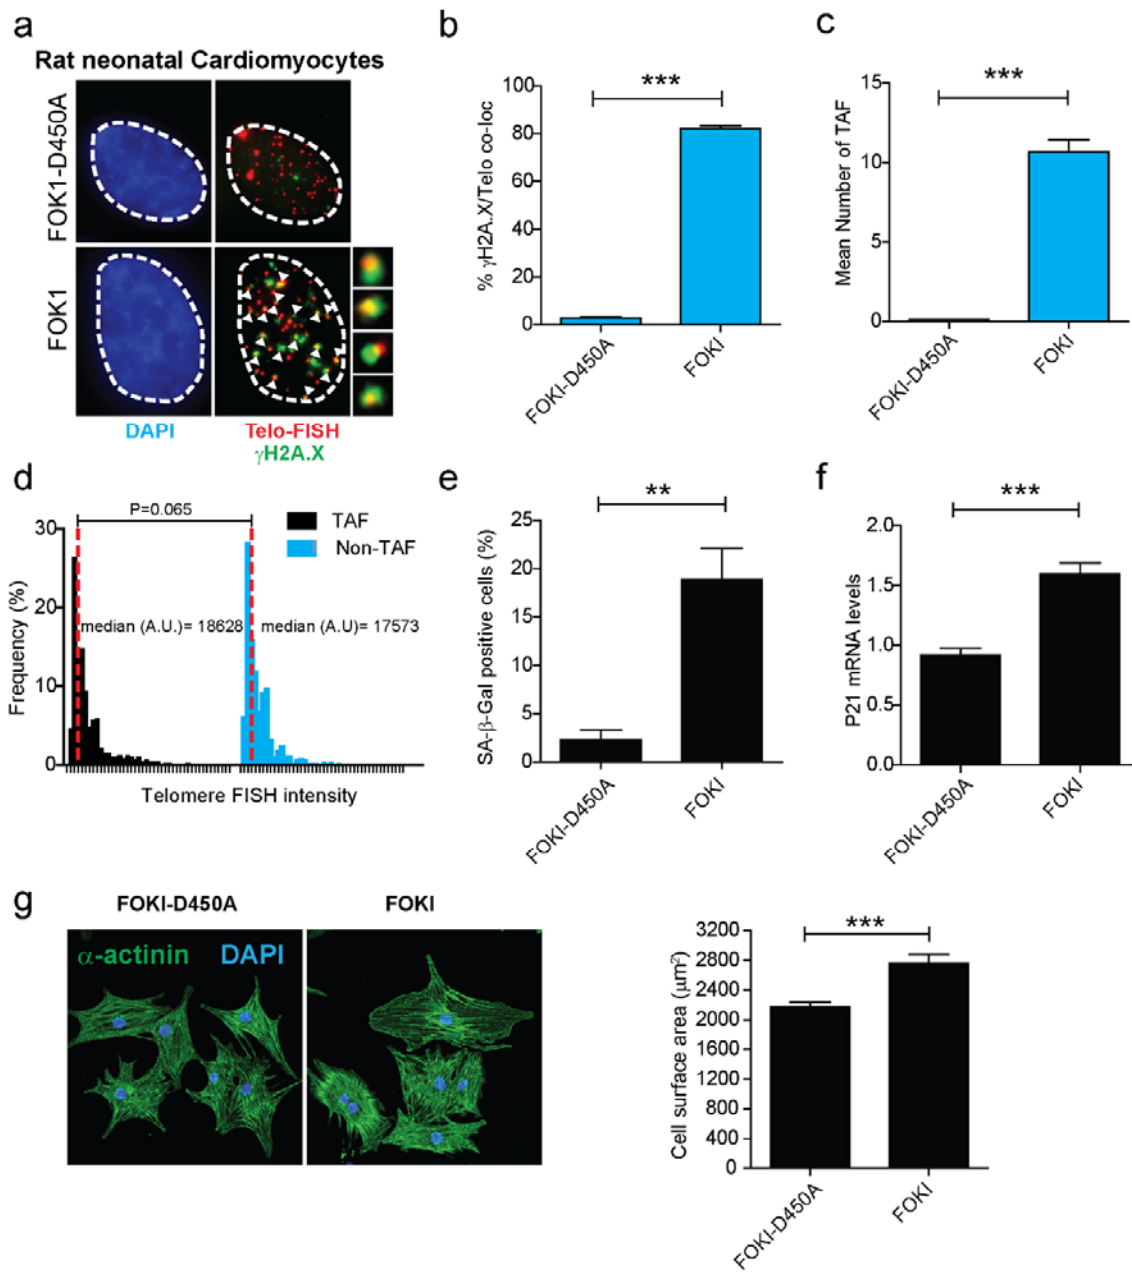 a
Rat neonatal Cardiomyocytes
FOK1-D450A
FOK1
DAPI
Telo-FISH
γH2A.X
b
% γH2A.X/Telo co-loc
100
80
60
40
20
0
***
FOKI-D450A
FOKI
c
Mean Number of TAF
15
10
5
0
***
FOKI-D450A
FOKI
d
P=0.065
TAF
Non-TAF
Frequency (%)
30
20
10
0
median (A.U.)= 18628
median (A.U)= 17573
Telomere FISH intensity
e
SA-β-Gal positive cells (%)
25
20
15
10
5
0
**
FOKI-D450A
FOKI
f
P21 mRNA levels
2.0
1.5
1.0
0.5
0.0
***
FOKI-D450A
FOKI
g
FOKI-D450A
FOKI
α-actinin
DAPI
Cell surface area (μm²)
3200
2800
2400
2000
1600
1200
800
400
0
***
FOKI-D450A
FOKI